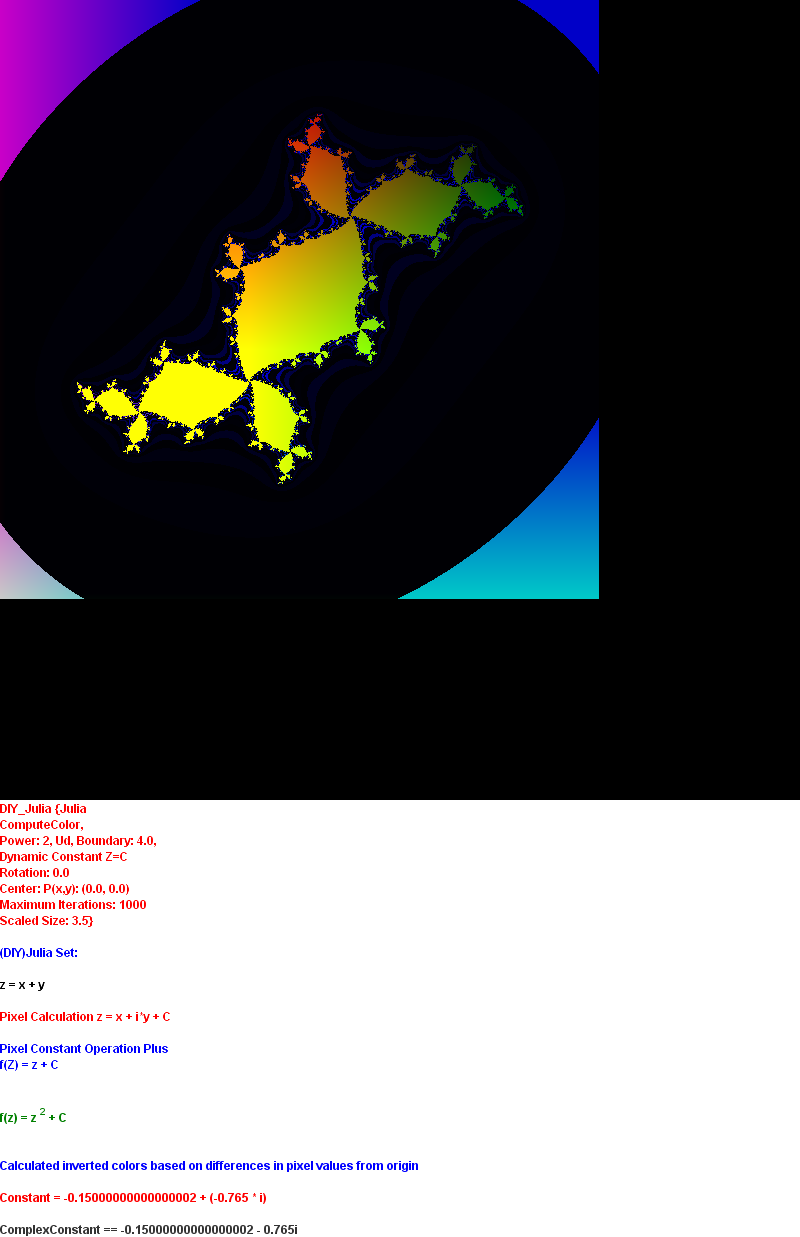 DIY_Julia {Julia
ComputeColor,
Power: 2, Ud, Boundary: 4.0,
Dynamic Constant Z=C
Rotation: 0.0
Center: P(x,y): (0.0, 0.0)
Maximum Iterations: 1000
Scaled Size: 3.5}
(DIY)Julia Set:
z = x + y
Pixel Calculation z = x + i*y + C
Pixel Constant Operation Plus
f(Z) = z + C
f(z) = z 2 + C
Calculated inverted colors based on differences in pixel values from origin
Constant = -0.15000000000000002 + (-0.765 * i)
ComplexConstant == -0.15000000000000002 - 0.765i